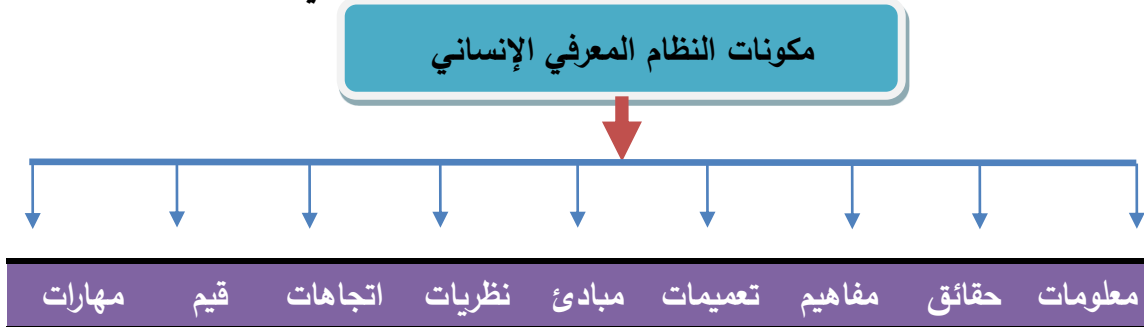 مكونات النظام المعرفي الإنساني
معلومات حقائق مفاهيم تعميمات مبادئ نظريات اتجاهات قيم مهارات